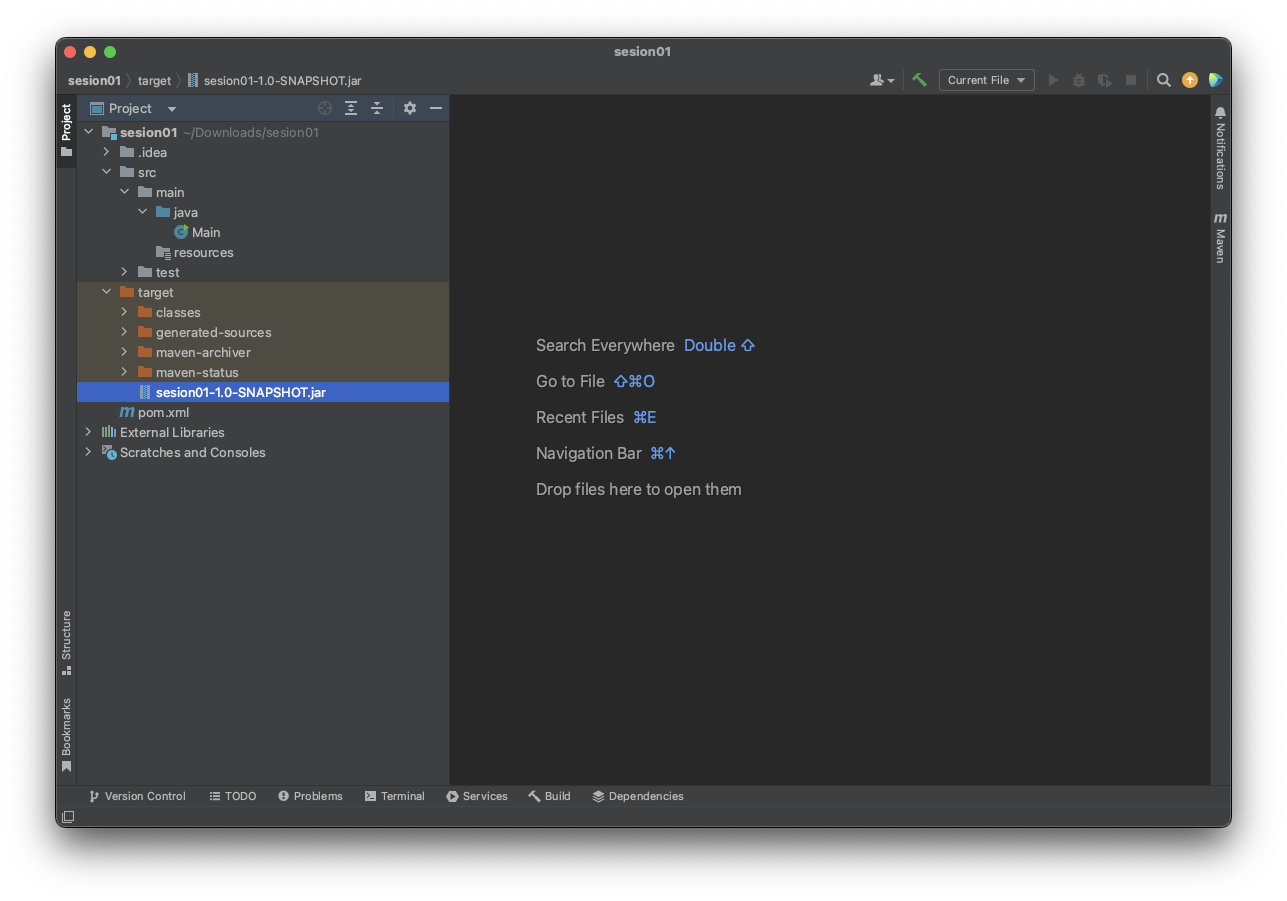 sesion01
sesion01 target sesion01-1.0-SNAPSHOT.jar
Current File
Project
Project
sesion01 ~/Downloads/sesion01
.idea
src
main
java
Main
resources
test
target
classes
generated-sources
maven-archiver
maven-status
sesion01-1.0-SNAPSHOT.jar
pom.xml
External Libraries
Scratches and Consoles
Search Everywhere Double ⇧
Go to File ⇧⌘O
Recent Files ⌘E
Navigation Bar ⌘↑
Drop files here to open them
Notifications
Maven
Structure
Bookmarks
Version Control TODO Problems Terminal Services Build Dependencies